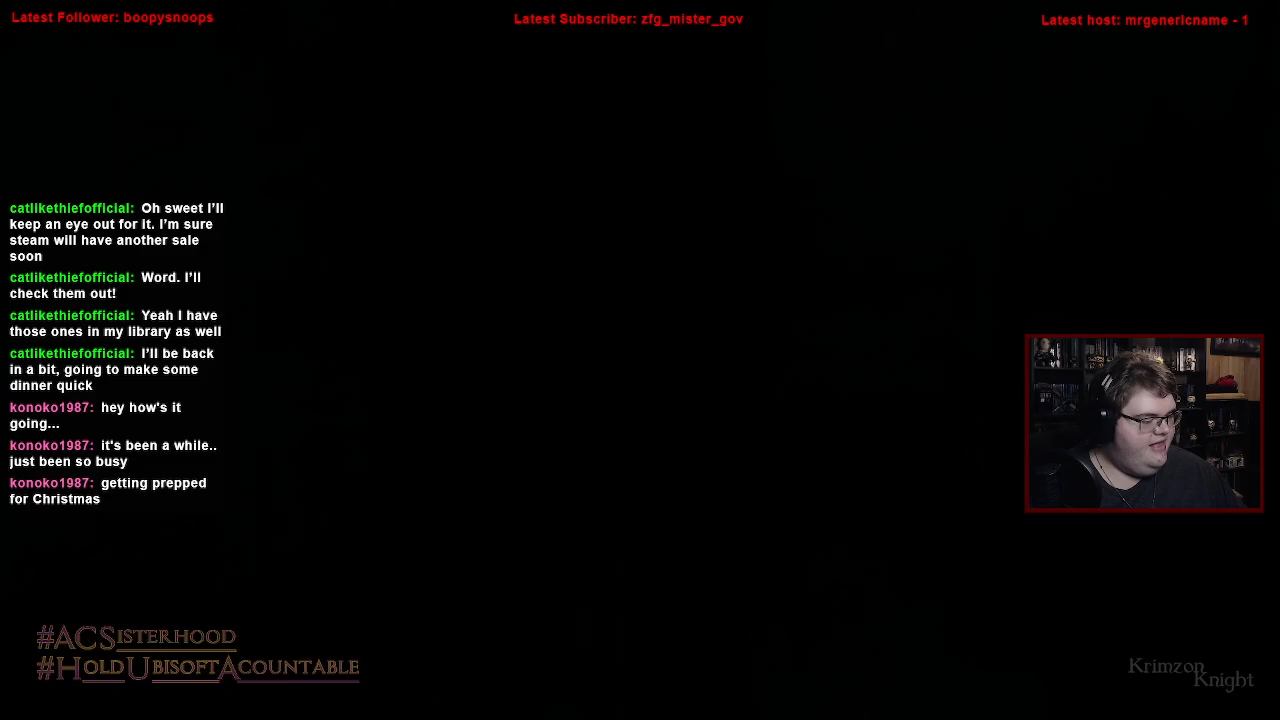 Latest Follower: boopysnoops
Latest Subscriber: zfg_mister_gov
Latest host: mrgenericname - 1
catlikethiefofficial: Oh sweet I'll
keep an eye out for it. I'm sure
steam will have another sale
soon
catlikethiefofficial: Word. I'll
check them out!
catlikethiefofficial: Yeah I have
those ones in my library as well
catlikethiefofficial: I'll be back
in a bit, going to make some
dinner quick
konoko1987: hey how's it
going...
konoko1987: it's been a while..
just been so busy
konoko1987: getting prepped
for Christmas
#ACSisterhood
#HoldUbisoftAcountable
Krimzon
Knight